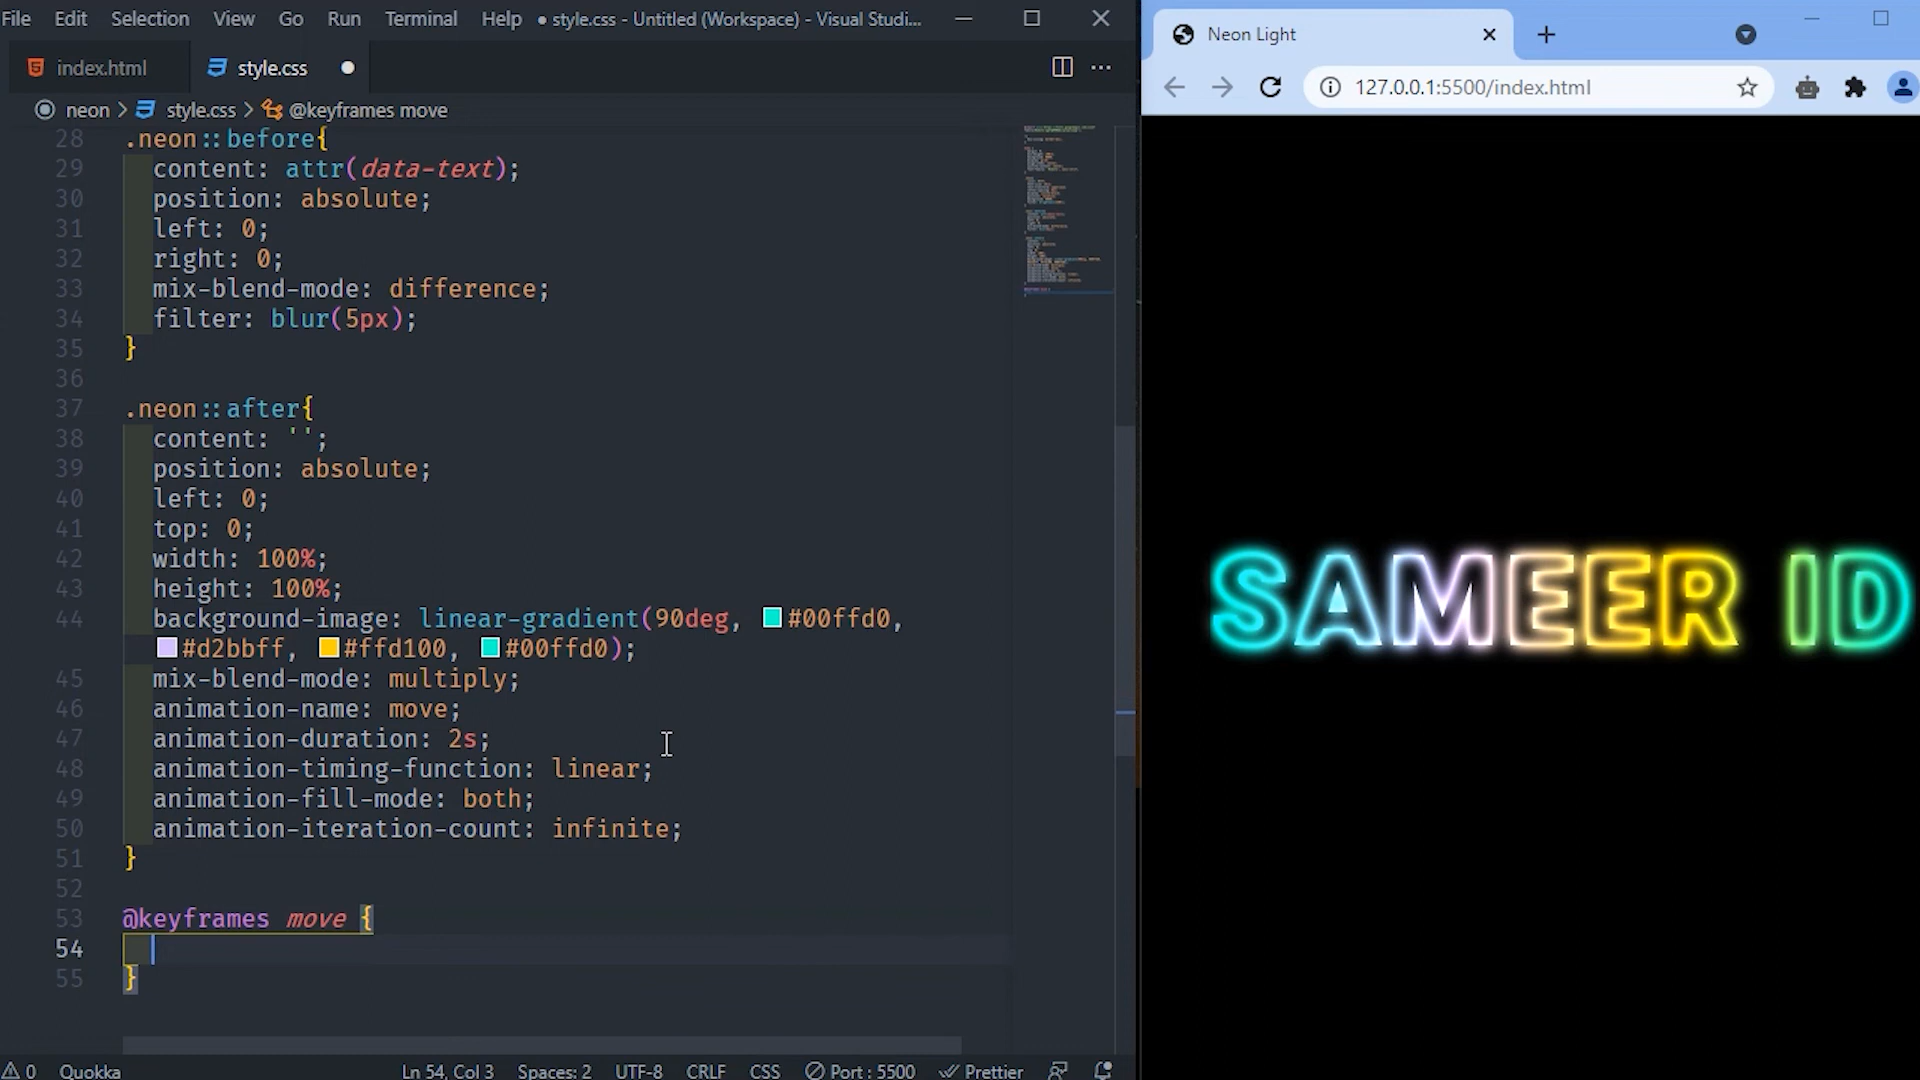 File Edit Selection View Go Run Terminal Help ● style.css - Untitled (Workspace) - Visual Studi...
index.html style.css
neon > style.css > @keyframes move
28 .neon::before{
29 content: attr(data-text);
30 position: absolute;
31 left: 0;
32 right: 0;
33 mix-blend-mode: difference;
34 filter: blur(5px);
35 }
36
37 .neon::after{
38 content: '';
39 position: absolute;
40 left: 0;
41 top: 0;
42 width: 100%;
43 height: 100%;
44 background-image: linear-gradient(90deg, #00ffd0,
#d2bbff, #ffd100, #00ffd0);
45 mix-blend-mode: multiply;
46 animation-name: move;
47 animation-duration: 2s;
48 animation-timing-function: linear;
49 animation-fill-mode: both;
50 animation-iteration-count: infinite;
51 }
52
53 @keyframes move {
54
55 }
0 Quokka Ln 54, Col 3 Spaces: 2 UTF-8 CRLF CSS Port : 5500 Prettier
Neon Light
127.0.0.1:5500/index.html
SAMEER ID